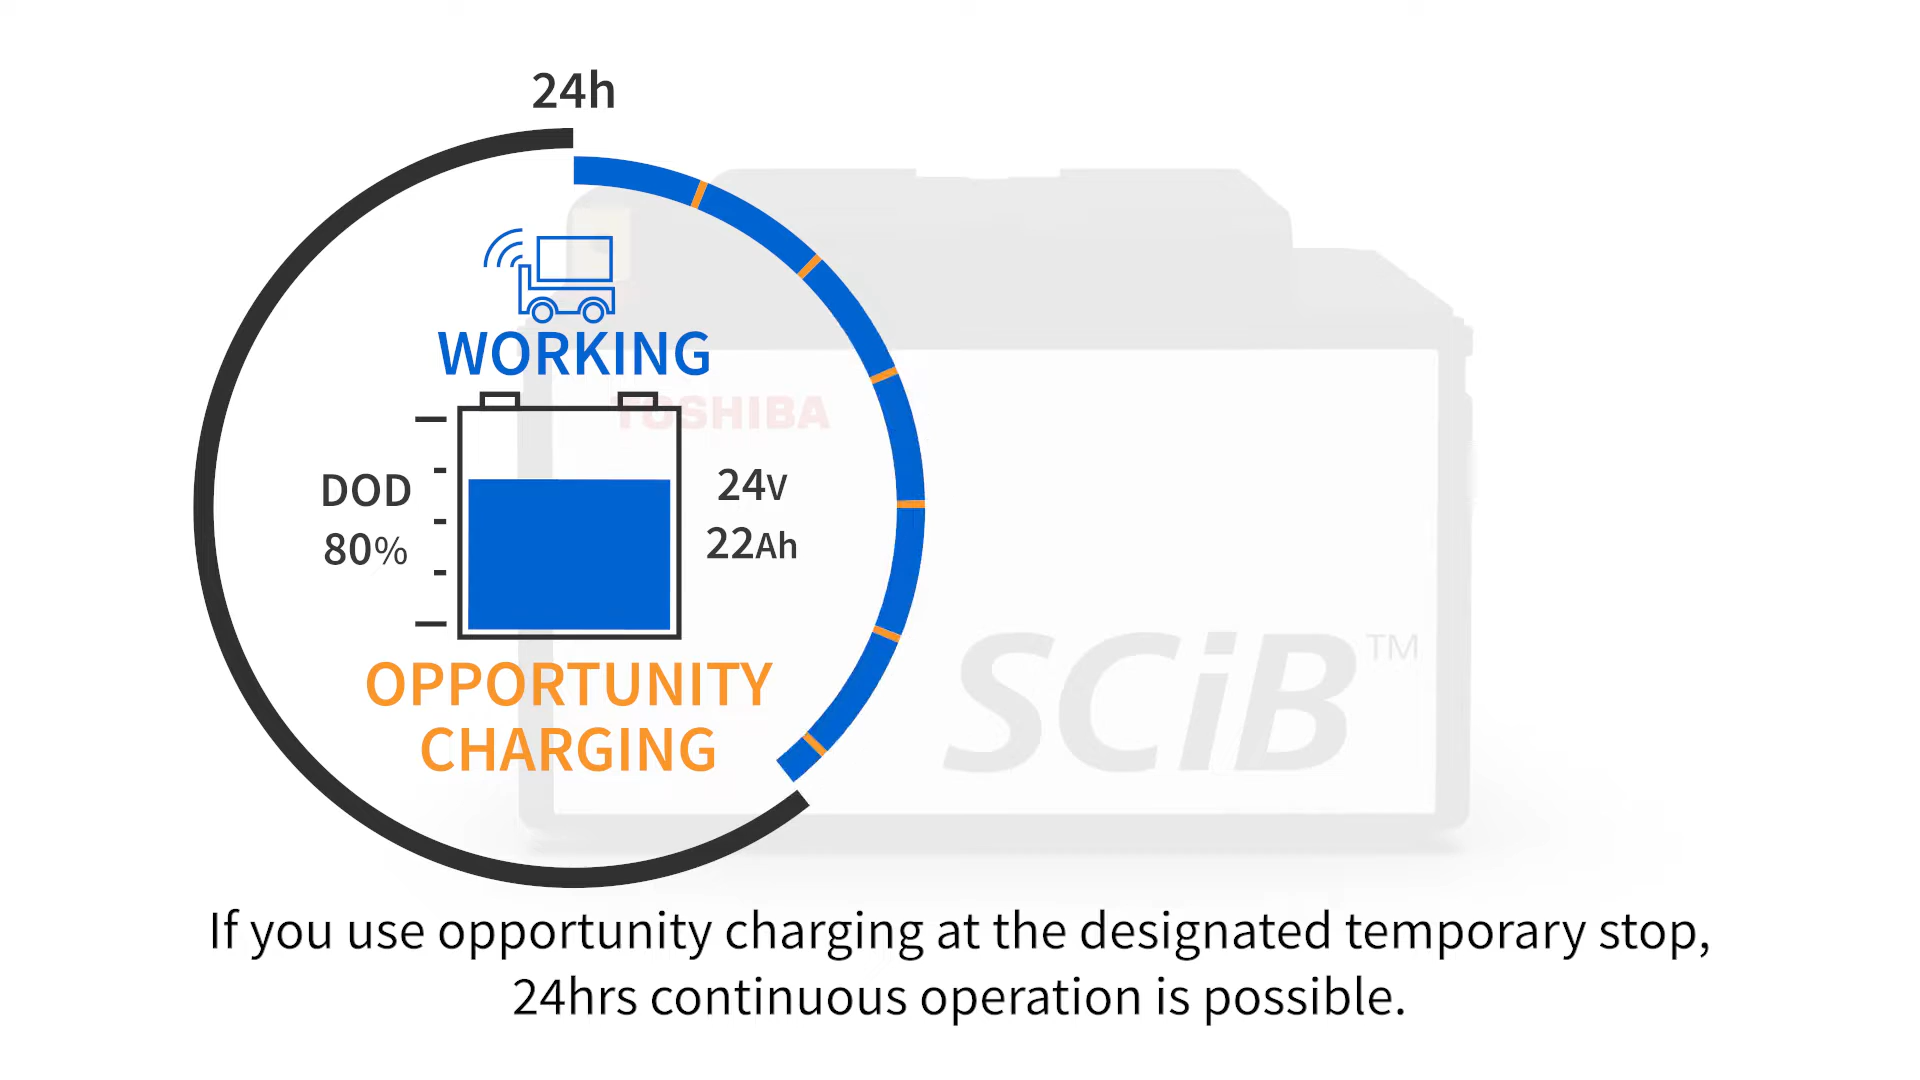 24h
WORKING
TOSHIBA
DOD
80%
24V
22Ah
OPPORTUNITY
CHARGING
SCiB™
If you use opportunity charging at the designated temporary stop,
24hrs continuous operation is possible.